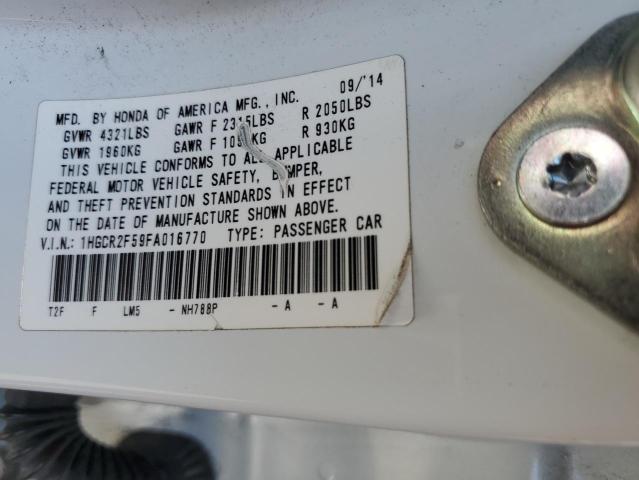 MFD. BY HONDA OF AMERICA MFG., INC. 09/'14
GVWR 4321LBS GAWR F 2315LBS R 2050LBS
GVWR 1960KG GAWR F KG R 930KG
THIS VEHICLE CONFORMS TO ALL APPLICABLE
FEDERAL MOTOR VEHICLE SAFETY, BUMPER,
AND THEFT PREVENTION STANDARDS IN EFFECT
ON THE DATE OF MANUFACTURE SHOWN ABOVE.
V.I.N.: 1HGCR2F59FA016770 TYPE: PASSENGER CAR
T2F F LM5 - NH788P - A - A